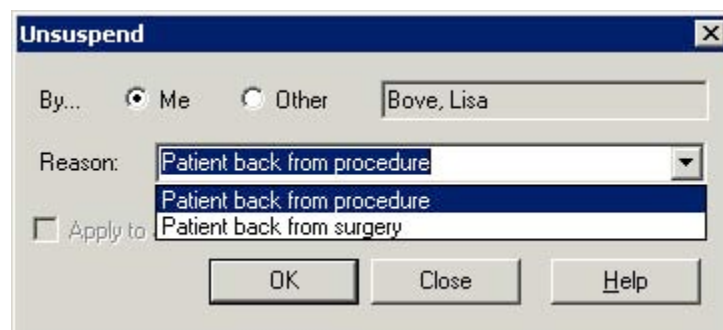 Unsuspend
By... Me Other Bove, Lisa
Reason: Patient back from procedure
Patient back from procedure
Patient back from surgery
Apply to
OK Close Help